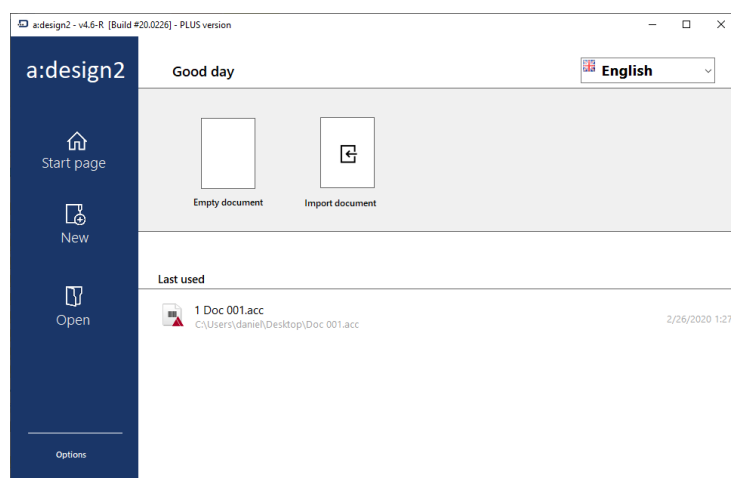 a:design2 - v4.6-R [Build #20.0226] - PLUS version
a:design2
Good day
English
Start page
New
Open
Options
Empty document
Import document
Last used
1 Doc 001.acc
C:\Users\daniel\Desktop\Doc 001.acc
2/26/2020 1:27